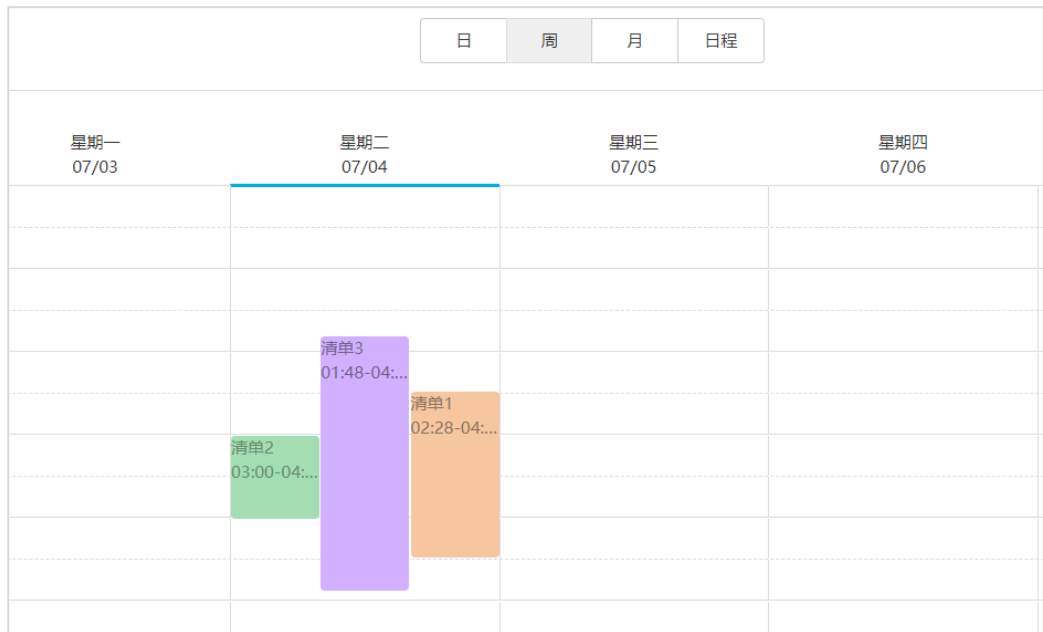 日 周 月 日程
星期一 星期二 星期三 星期四
07/03 07/04 07/05 07/06
清单3
01:48-04:...
清单1
02:28-04:...
清单2
03:00-04:...